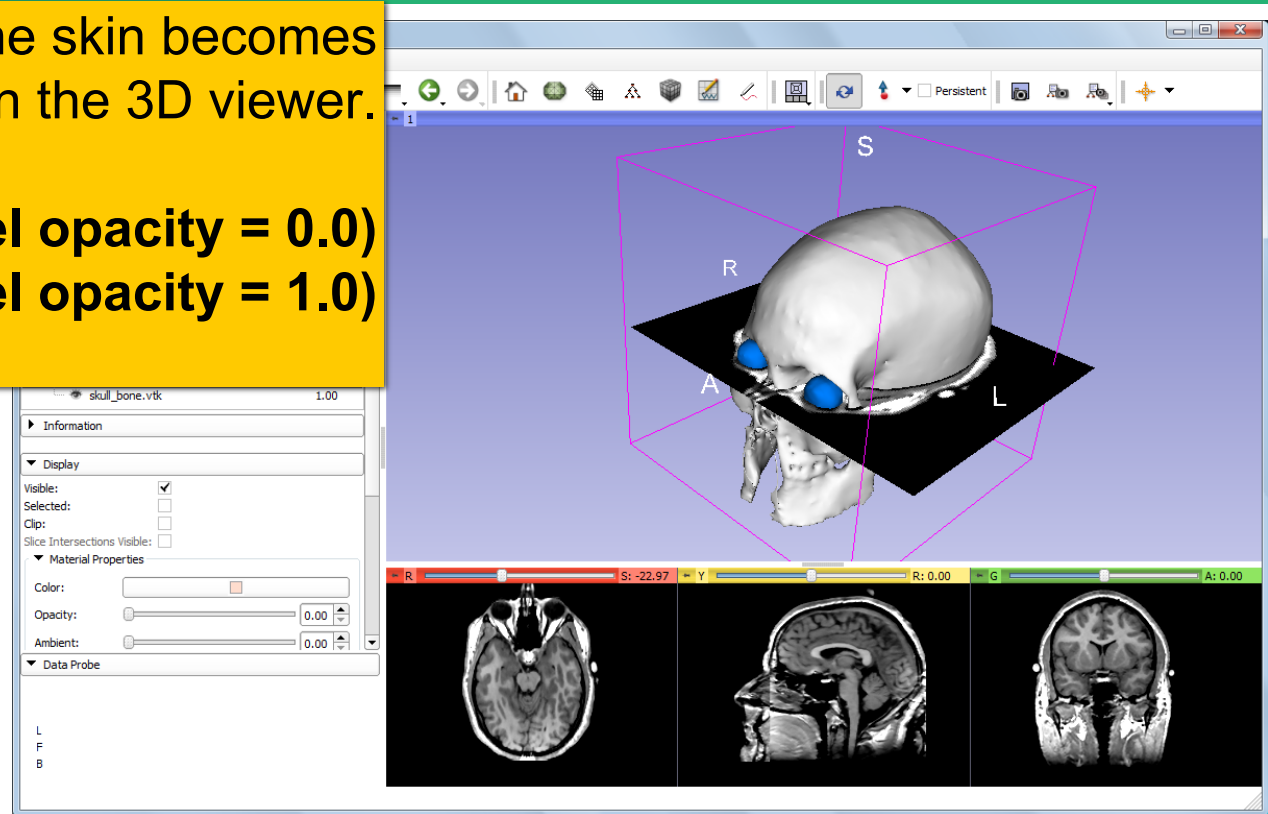 ne skin becomes
n the 3D viewer.
el opacity = 0.0)
el opacity = 1.0)
Persistent
1
S
R
A
L
skull_bone.vtk 1.00
Information
Display
Visible:
Selected:
Clip:
Slice Intersections Visible:
Material Properties
Color:
Opacity: 0.00
Ambient: 0.00
Data Probe
L
F
B
R S: -22.97 Y R: 0.00 G A: 0.00